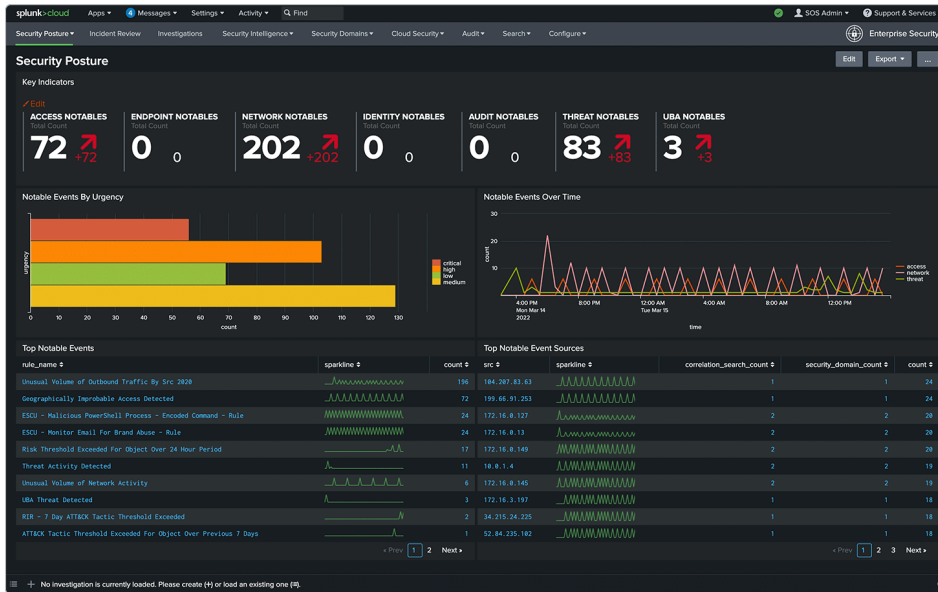 splunk>cloud Apps Messages Settings Activity Find SOS Admin Support & Services
4
Security Posture Incident Review Investigations Security Intelligence Security Domains Cloud Security Audit Search Configure Enterprise Security
Security Posture Edit Export ...
Key Indicators
Edit
ACCESS NOTABLES ENDPOINT NOTABLES NETWORK NOTABLES IDENTITY NOTABLES AUDIT NOTABLES THREAT NOTABLES UBA NOTABLES
Total Count Total Count Total Count Total Count Total Count Total Count Total Count
72 +72 0 0 202 +202 0 0 0 0 83 +83 3 +3
Notable Events By Urgency
urgency
critical
high
low
medium
0 10 20 30 40 50 60 70 80 90 100 110 120 130
count
Notable Events Over Time
30
20
10
count
access
network
threat
4:00 PM 8:00 PM 12:00 AM 4:00 AM 8:00 AM 12:00 PM
Mon Mar 14 Tue Mar 15
2022
time
Top Notable Events
rule_name sparkline count
Unusual Volume of Outbound Traffic By Src 2020 196
Geographically Improbable Access Detected 72
ESCU - Malicious PowerShell Process - Encoded Command - Rule 24
ESCU - Monitor Email For Brand Abuse - Rule 24
Risk Threshold Exceeded For Object Over 24 Hour Period 17
Threat Activity Detected 11
Unusual Volume of Network Activity 6
UBA Threat Detected 3
RIR - 7 Day ATT&CK Tactic Threshold Exceeded 2
ATT&CK Tactic Threshold Exceeded For Object Over Previous 7 Days 1
« Prev 1 2 Next »
Top Notable Event Sources
src sparkline correlation_search_count security_domain_count count
104.207.83.63 1 1 24
199.66.91.253 1 1 24
172.16.0.127 2 2 20
172.16.0.13 2 2 20
172.16.0.149 2 2 20
10.0.1.4 2 2 19
172.16.0.145 2 2 19
172.16.3.197 1 1 18
34.215.24.225 1 1 18
52.84.235.102 1 1 18
« Prev 1 2 3 Next »
No investigation is currently loaded. Please create (+) or load an existing one (≡).